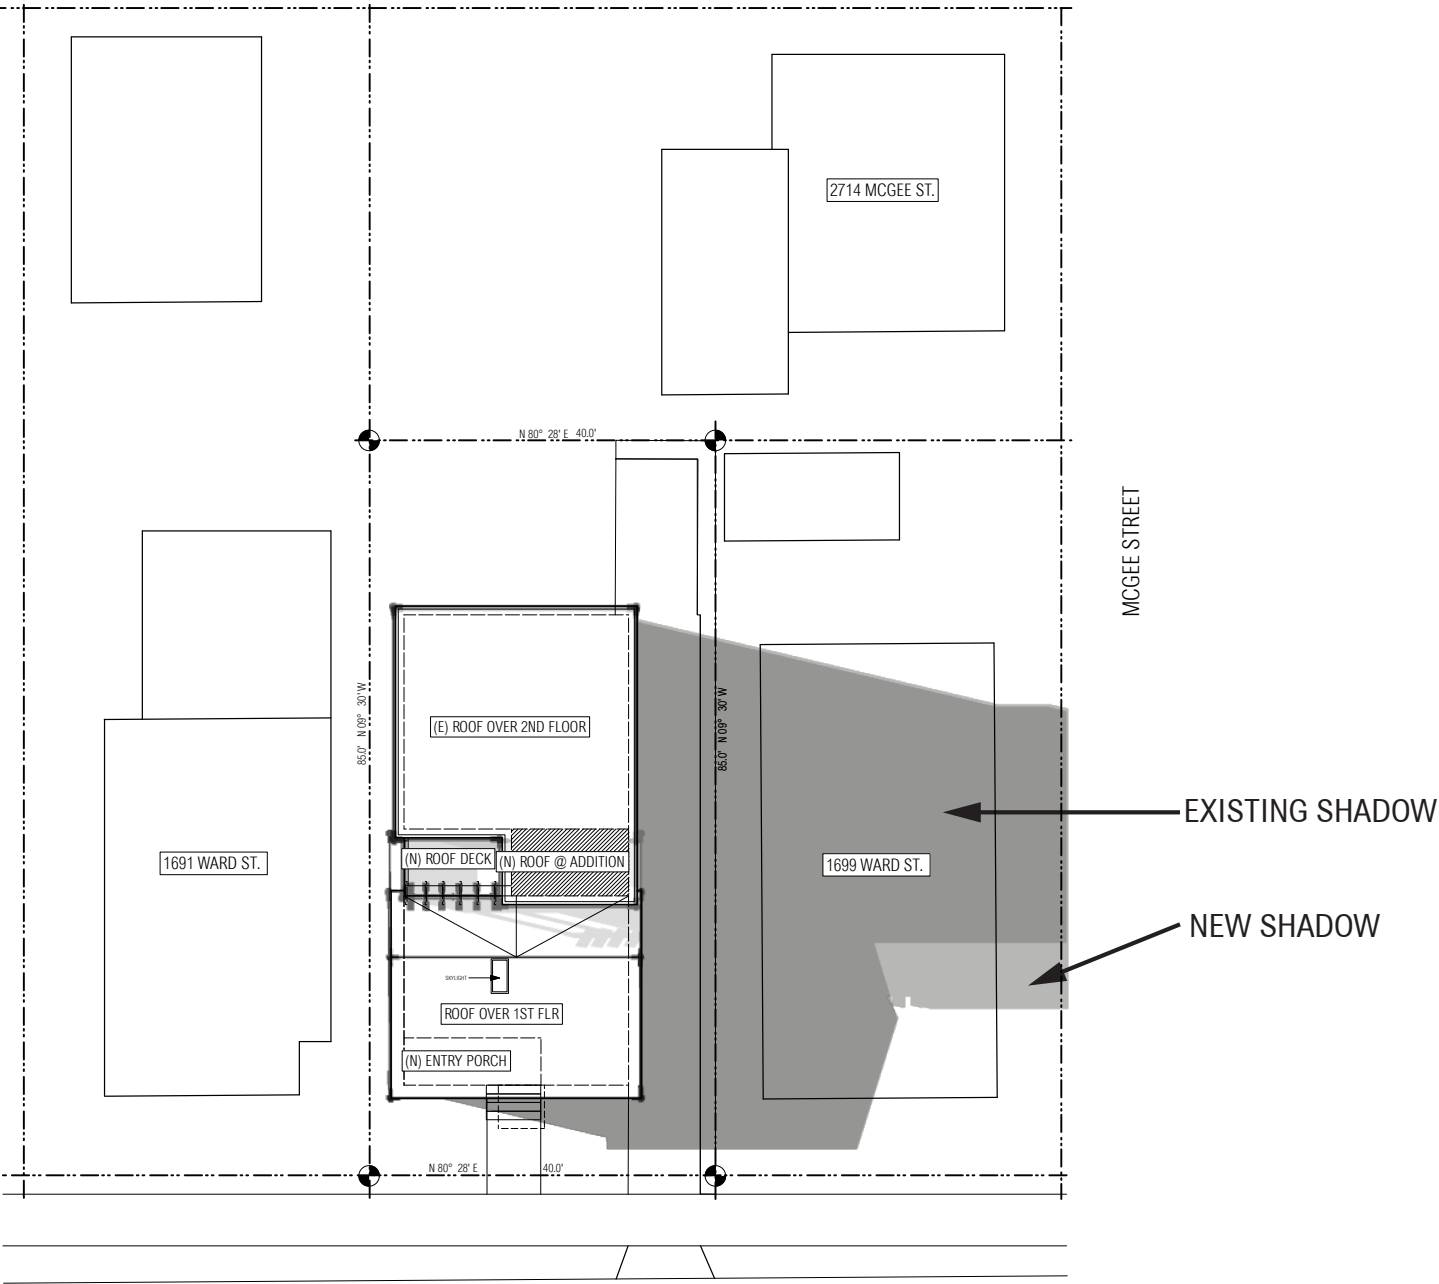 2714 MCGEE ST.
N 80° 28' E 40.0'
MCGEE STREET
85.0' N 09° 30' W
85.0' N 09° 30' W
(E) ROOF OVER 2ND FLOOR
EXISTING SHADOW
1691 WARD ST.
(N) ROOF DECK
(N) ROOF @ ADDITION
1699 WARD ST.
NEW SHADOW
SKYLIGHT
ROOF OVER 1ST FLR
(N) ENTRY PORCH
N 80° 28' E 40.0'